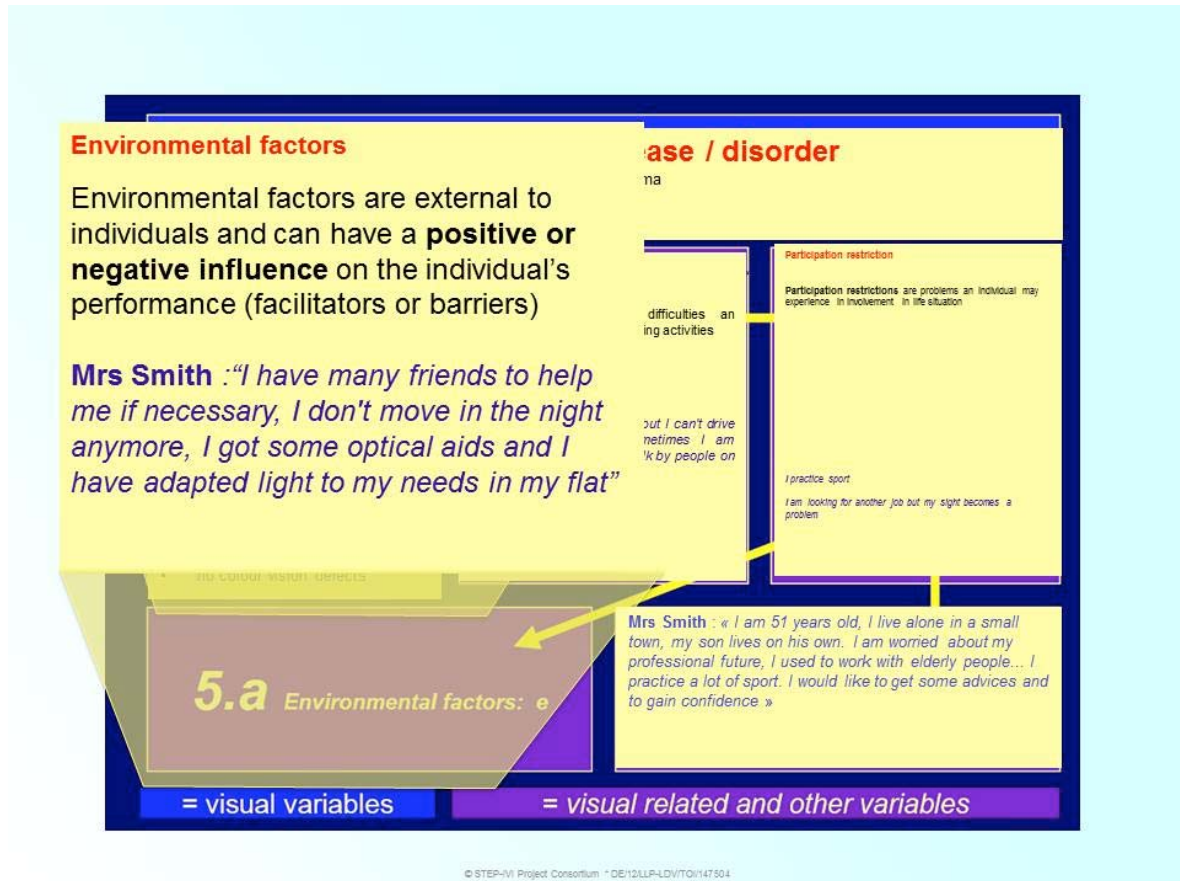 Environmental factors
Environmental factors are external to
individuals and can have a positive or
negative influence on the individual's
performance (facilitators or barriers)
Mrs Smith :“I have many friends to help
me if necessary, I don't move in the night
anymore, I got some optical aids and I
have adapted light to my needs in my flat”
ease / disorder
ma
difficulties an
ing activities
but I can't drive
metimes I am
by people on
Participation restriction
Participation restrictions are problems an individual may
experience in involvement in life situation
I practice sport
I am looking for another job but my sight becomes a
problem
• no colour vision defects
5.a Environmental factors: e
Mrs Smith : « I am 51 years old, I live alone in a small
town, my son lives on his own. I am worried about my
professional future, I used to work with elderly people... I
practice a lot of sport. I would like to get some advices and
to gain confidence »
= visual variables
= visual related and other variables
© STEP-IVI Project Consortium * DE/12/LLP-LDV/TOI/147504